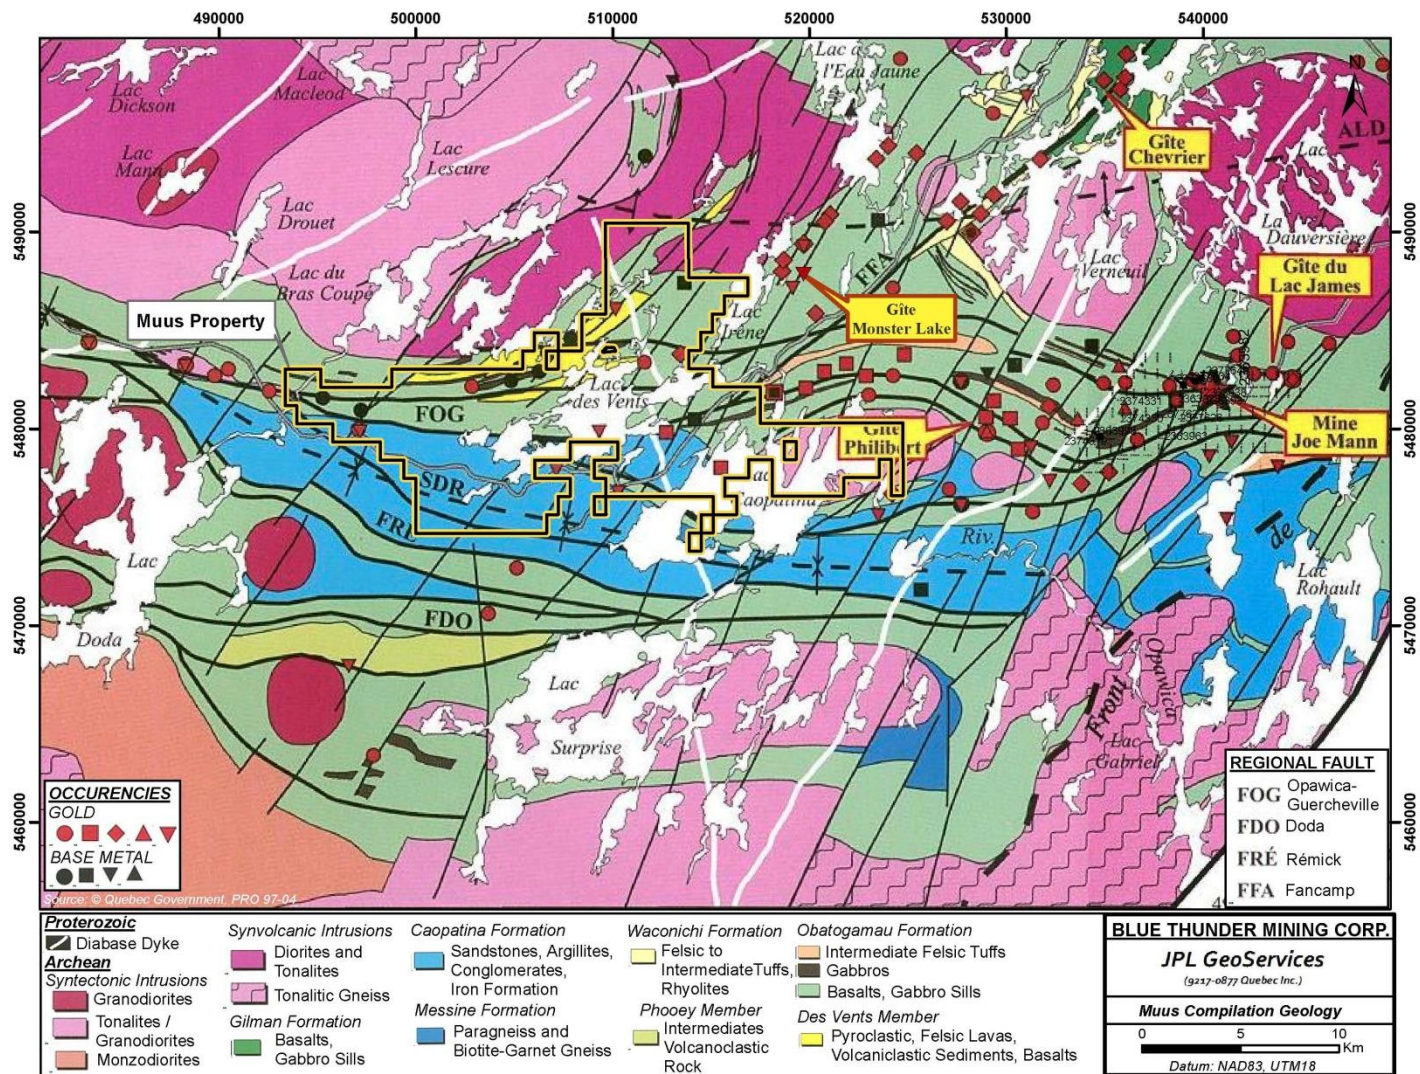 490000 500000 510000 520000 530000 540000
5490000
5480000
5470000
5460000
5490000
5480000
5470000
5460000
Lac
Dickson
Lac
Macleod
Lac à
l'Eau Jaune
N
ALD
Lac
Mann
Lac
Lescure
Gîte
Chevrier
Lac
Drouet
Lac
La
Dauversière
Lac du
Bras Coupé
FFA
Lac
Verneuil
Gîte du
Lac James
Muus Property
Lac
Irène
Gîte
Monster Lake
Lac
des Vents
FOG
Gîte
Philibert
Mine
Joe Mann
SDR
Lac
Caopatina
FRÉ
Riv.
de
Lac
Rohault
Lac
Doda
FDO
Opawica
Front
Lac
Surprise
Lac
Gabriel
OCCURENCIES
GOLD
BASE METAL
Source: © Quebec Government, PRO 97-04
REGIONAL FAULT
FOG Opawica-
Guercheville
FDO Doda
FRÉ Rémick
FFA Fancamp
Proterozoic
Diabase Dyke
Archean
Syntectonic Intrusions
Granodiorites
Tonalites /
Granodiorites
Monzodiorites
Synvolcanic Intrusions
Diorites and
Tonalites
Tonalitic Gneiss
Gilman Formation
Basalts,
Gabbro Sills
Caopatina Formation
Sandstones, Argillites,
Conglomerates,
Iron Formation
Messine Formation
Paragneiss and
Biotite-Garnet Gneiss
Waconichi Formation
Felsic to
IntermediateTuffs,
Rhyolites
Phooey Member
Intermediates
Volcanoclastic
Rock
Obatogamau Formation
Intermediate Felsic Tuffs
Gabbros
Basalts, Gabbro Sills
Des Vents Member
Pyroclastic, Felsic Lavas,
Volcaniclastic Sediments, Basalts
BLUE THUNDER MINING CORP.
JPL GeoServices
(9217-0877 Quebec Inc.)
Muus Compilation Geology
0 5 10
Km
Datum: NAD83, UTM18